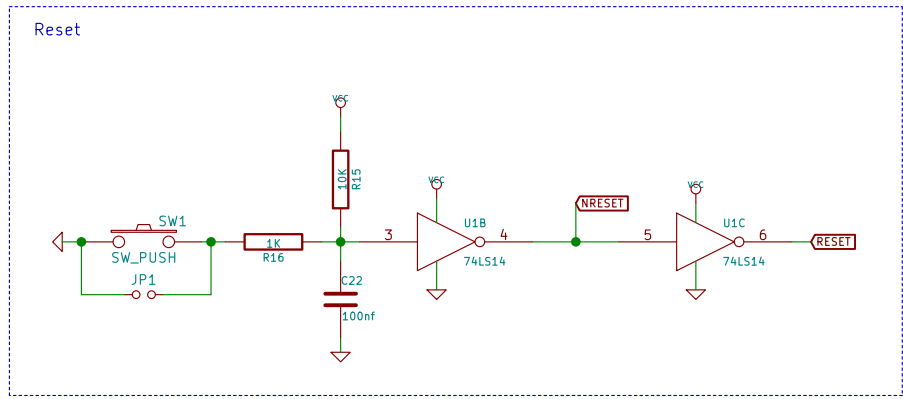 Reset
VCC
10K
R15
VCC
VCC
NRESET
SW1
U1B
U1C
3
4
5
6
RESET
1K
SW_PUSH
R16
74LS14
74LS14
JP1
C22
100nf